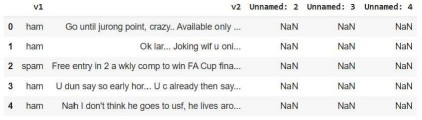 v1 v2 Unnamed: 2 Unnamed: 3 Unnamed: 4
0 ham Go until jurong point, crazy.. Available only ... NaN NaN NaN
1 ham Ok lar... Joking wif u oni... NaN NaN NaN
2 spam Free entry in 2 a wkly comp to win FA Cup fina... NaN NaN NaN
3 ham U dun say so early hor... U c already then say... NaN NaN NaN
4 ham Nah I don't think he goes to usf, he lives aro... NaN NaN NaN